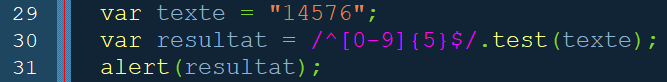 29 var texte = "14576";
30 var resultat = /^[0-9]{5}$/.test(texte);
31 alert(resultat);